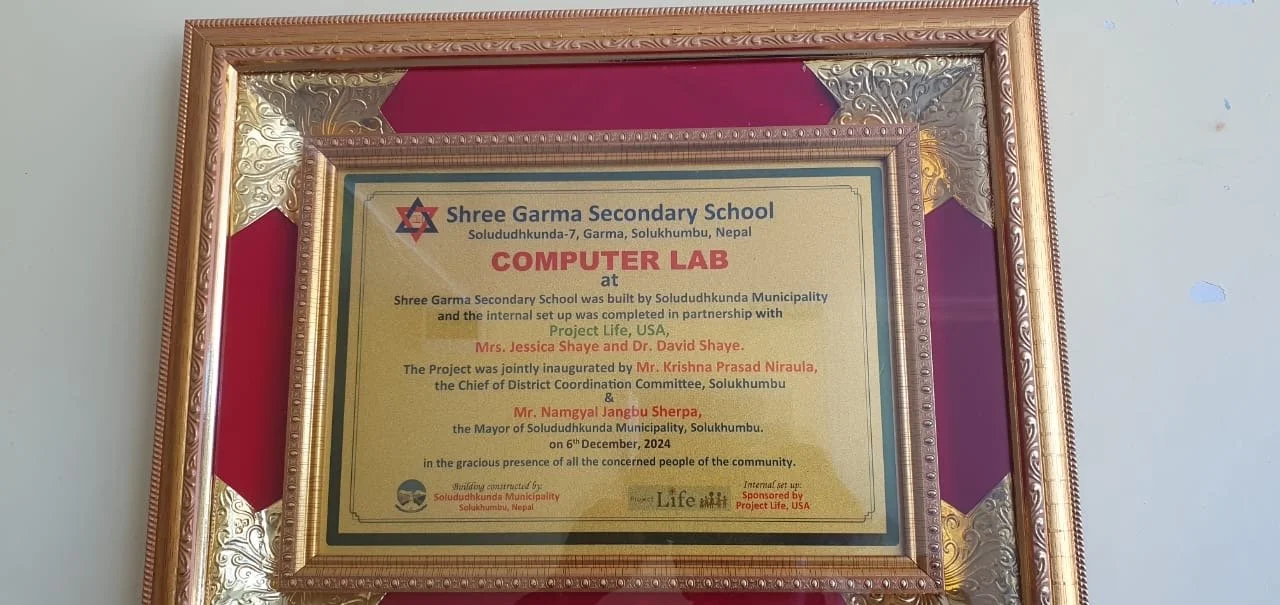 Shree Garma Secondary School
Solududhkunda-7, Garma, Solukhumbu, Nepal
COMPUTER LAB
at
Shree Garma Secondary School was built by Solududhkunda Municipality
and the internal set up was completed in partnership with
Project Life, USA,
Mrs. Jessica Shaye and Dr. David Shaye.
The Project was jointly inaugurated by Mr. Krishna Prasad Niraula,
the Chief of District Coordination Committee, Solukhumbu
&
Mr. Namgyal Jangbu Sherpa,
the Mayor of Solududhkunda Municipality, Solukhumbu.
on 6th December, 2024
in the gracious presence of all the concerned people of the community.
Building constructed by:
Solududhkunda Municipality
Solukhumbu, Nepal
Project Life
Internal set up:
Sponsored by
Project Life, USA